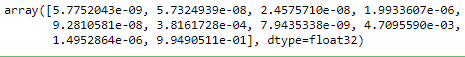 array([5.7752043e-09, 5.7324939e-08, 2.4575710e-08, 1.9933607e-06,
9.2810581e-08, 3.8161728e-04, 7.9435338e-09, 4.7095590e-03,
1.4952864e-06, 9.9490511e-01], dtype=float32)